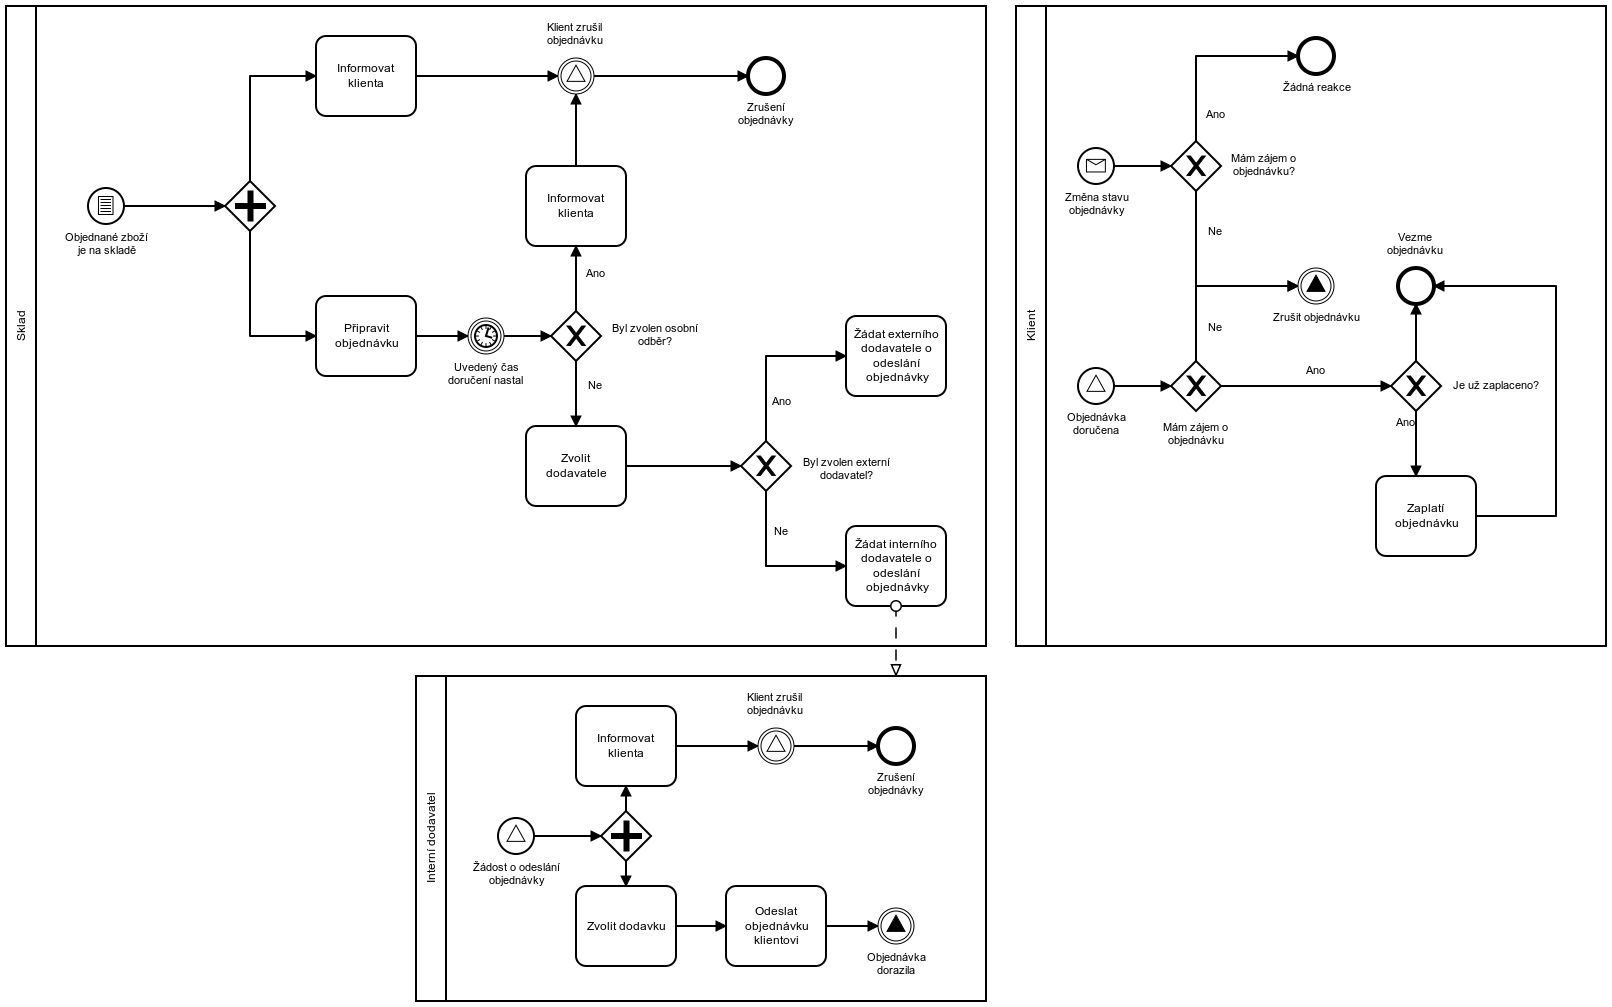 Sklad
Objednané zboží
je na skladě
Informovat
klienta
Klient zrušil
objednávku
Zrušení
objednávky
Informovat
klienta
Ano
Připravit
objednávku
Uvedený čas
doručení nastal
Byl zvolen osobní
odběr?
Ne
Zvolit
dodavatele
Ano
Byl zvolen externí
dodavatel?
Ne
Žádat externího
dodavatele o
odeslání
objednávky
Žádat interního
dodavatele o
odeslání
objednávky
Klient
Žádná reakce
Ano
Změna stavu
objednávky
Mám zájem o
objednávku?
Ne
Zrušit objednávku
Ne
Vezme
objednávku
Objednávka
doručena
Mám zájem o
objednávku
Ano
Je už zaplaceno?
Ano
Zaplatí
objednávku
Interní dodavatel
Žádost o odeslání
objednávky
Informovat
klienta
Klient zrušil
objednávku
Zrušení
objednávky
Zvolit dodavku
Odeslat
objednávku
klientovi
Objednávka
dorazila